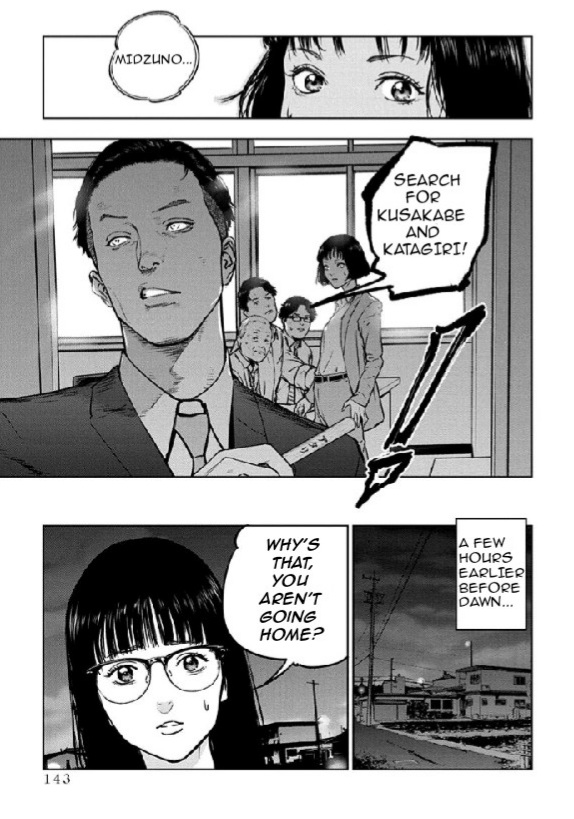 MIDZUNO...
SEARCH
FOR
KUSAKABE
AND
KATAGIRI!
!
A FEW
HOURS
EARLIER
BEFORE
DAWN...
WHY'S
THAT,
YOU
AREN'T
GOING
HOME?
143